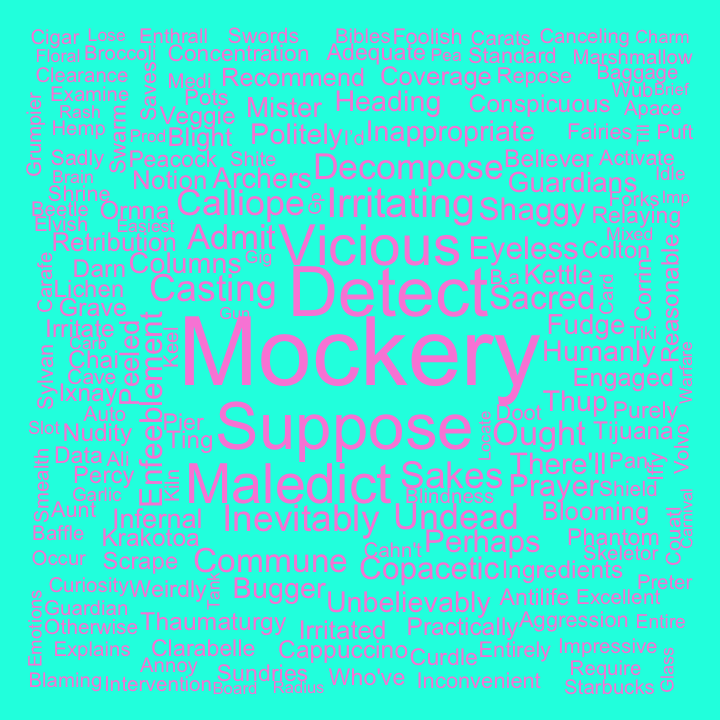 Cigar Lose Enthrall Swords Bibles Foolish Carats Canceling Charm
Floral Broccoli Concentration Adequate Pea Standard Marshmallow
Clearance Saves Medi Recommend Coverage Repose Baggage
Examine Pots Wub Brief
Grumpier Rash Swarm Veggie Mister Heading Conspicuous Apace
Hemp Prod Blight Politely I'd Inappropriate Fairies Puft
Sadly Peacock Shite Decompose Believer Activate
Brain Notion Archers Guardians Idle
Shrine Calliope Go Irritating Shaggy Forks Imp
Beetle Ornna Relaying
Elvish Easiest Admit Vicious Mixed
Retribution Columns Gig Eyeless Colton
Carafe Darn Casting Detect B.a Kettle Card Corrin Reasonable
Lichen Sacred
Grave Gun Fudge Tiki
Irritate Carb Keel Mockery Humanly
Sylvan Chai Peeled Enfeeblement
Cave Engaged Warfare
Ixnay Thup
Auto Pier Suppose Locate Doot Purely
Slot Nudity Ting Ought Tijuana Volvo
Data Ali There'll Pan Iffy
Smealth Percy Kiln Maledict Sakes Prayer Shield
Garlic Blindness
Aunt Infernal Inevitably Undead Blooming Carnival
Baffle Krakotoa Perhaps Phantom Couatl
Occur Scrape Commune Cahn't Copacetic Ingredients Skeletor
Curiosity Weirdly Tank Bugger Unbelievably Antilife Excellent Preter
Guardian
Emotions Otherwise Thaumaturgy Irritated Practically Aggression Entire
Explains Clarabelle Cappuccino Curdle Entirely Impressive
Annoy Sundries Who've Require Glass
Blaming Intervention Board Radius Inconvenient Starbucks